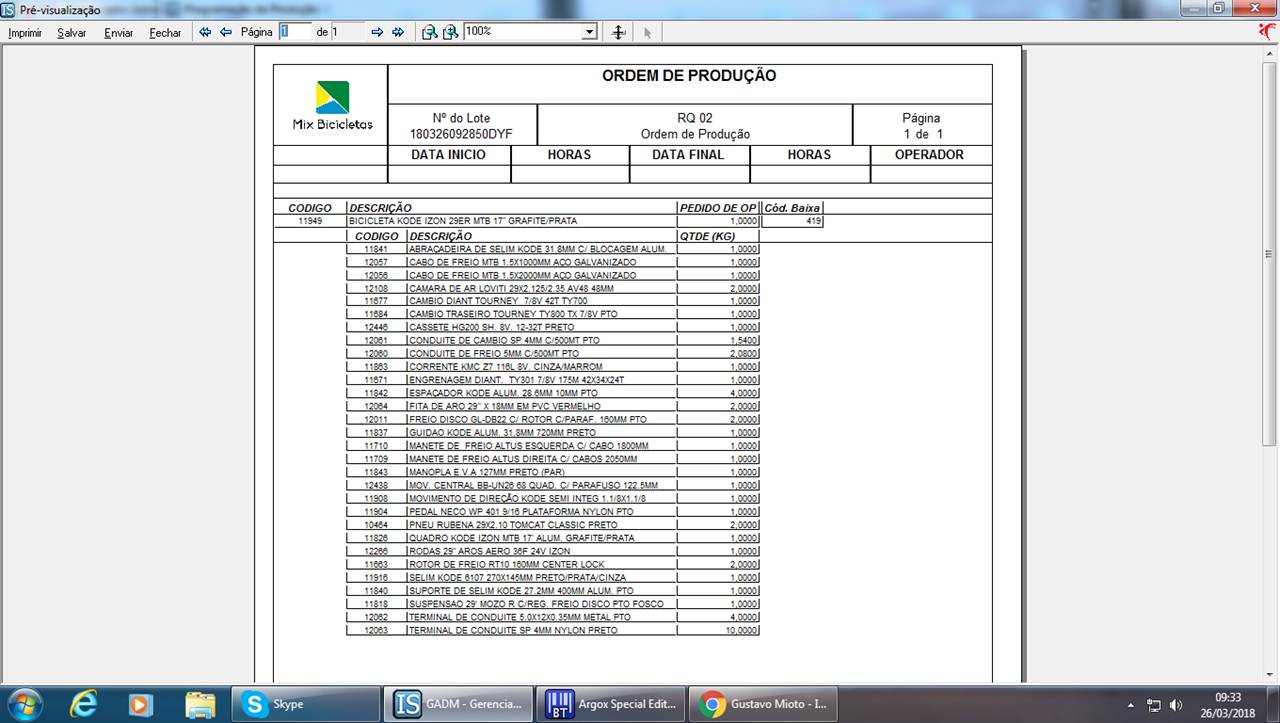 Pré-visualização
Imprimir Salvar Enviar Fechar Página 1 de 1 100%
ORDEM DE PRODUÇÃO
Mix Bicicletas
Nº do Lote RQ 02 Página
180326092850DYF Ordem de Produção 1 de 1
DATA INICIO HORAS DATA FINAL HORAS OPERADOR
CODIGO DESCRIÇÃO PEDIDO DE OP Cód. Baixa
11949 BICICLETA KODE IZON 29ER MTB 17" GRAFITE/PRATA 1,0000 419
CODIGO DESCRIÇÃO QTDE (KG)
11841 ABRAÇADEIRA DE SELIM KODE 31.8MM C/ BLOCAGEM ALUM. 1,0000
12057 CABO DE FREIO MTB 1.5X1000MM AÇO GALVANIZADO 1,0000
12056 CABO DE FREIO MTB 1.5X2000MM AÇO GALVANIZADO 1,0000
12108 CAMARA DE AR LOVITI 29X2.125/2.35 AV48 48MM 2,0000
11677 CAMBIO DIANT TOURNEY 7/8V 42T TY700 1,0000
11684 CAMBIO TRASEIRO TOURNEY TY800 TX 7/8V PTO 1,0000
12446 CASSETE HG200 SH. 8V. 12-32T PRETO 1,0000
12061 CONDUITE DE CAMBIO SP 4MM C/500MT PTO 1,5400
12060 CONDUITE DE FREIO 5MM C/500MT PTO 2,0800
11863 CORRENTE KMC Z7 116L 8V. CINZA/MARROM 1,0000
11671 ENGRENAGEM DIANT. TY301 7/8V 175M 42X34X24T 1,0000
11842 ESPAÇADOR KODE ALUM. 28.6MM 10MM PTO 4,0000
12064 FITA DE ARO 29" X 18MM EM PVC VERMELHO 2,0000
12011 FREIO DISCO GL-DB22 C/ ROTOR C/PARAF. 160MM PTO 2,0000
11837 GUIDAO KODE ALUM. 31.8MM 720MM PRETO 1,0000
11710 MANETE DE FREIO ALTUS ESQUERDA C/ CABO 1800MM 1,0000
11709 MANETE DE FREIO ALTUS DIREITA C/ CABOS 2050MM 1,0000
11843 MANOPLA E.V.A 127MM PRETO (PAR) 1,0000
12438 MOV. CENTRAL BB-UN26 68 QUAD. C/ PARAFUSO 122.5MM 1,0000
11908 MOVIMENTO DE DIREÇÃO KODE SEMI INTEG 1.1/8X1.1/8 1,0000
11904 PEDAL NECO WP 401 9/16 PLATAFORMA NYLON PTO 1,0000
10464 PNEU RUBENA 29X2.10 TOMCAT CLASSIC PRETO 2,0000
11826 QUADRO KODE IZON MTB 17' ALUM. GRAFITE/PRATA 1,0000
12266 RODAS 29" AROS AERO 36F 24V IZON 1,0000
11663 ROTOR DE FREIO RT10 160MM CENTER LOCK 2,0000
11916 SELIM KODE 6107 270X145MM PRETO/PRATA/CINZA 1,0000
11840 SUPORTE DE SELIM KODE 27.2MM 400MM ALUM. PTO 1,0000
11818 SUSPENSAO 29' MOZO R C/REG. FREIO DISCO PTO FOSCO 1,0000
12062 TERMINAL DE CONDUITE 5.0X12X0.35MM METAL PTO 4,0000
12063 TERMINAL DE CONDUITE SP 4MM NYLON PRETO 10,0000
Skype GADM - Gerencia... Argox Special Edit... Gustavo Mioto - I... 09:33
26/03/2018